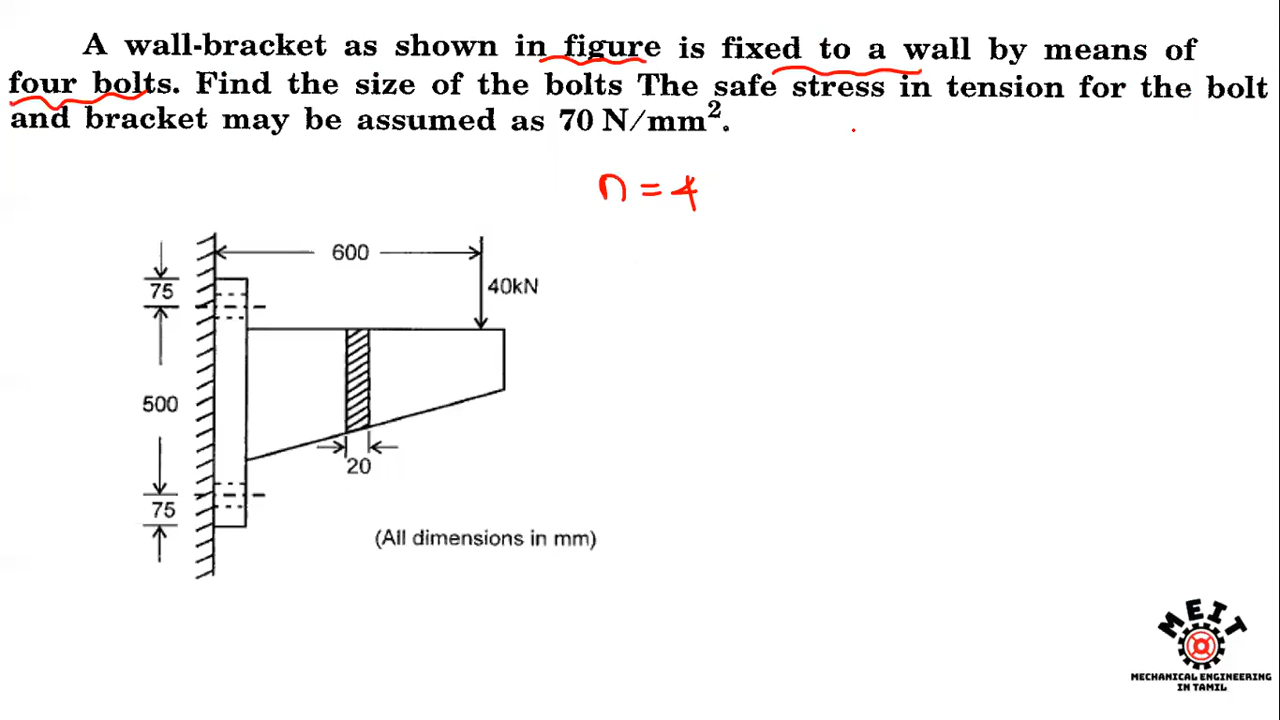 A wall-bracket as shown in figure is fixed to a wall by means of
four bolts. Find the size of the bolts The safe stress in tension for the bolt
and bracket may be assumed as 70 N/mm².
n = 4
600
75
40kN
500
20
75
(All dimensions in mm)
MEIT
MECHANICAL ENGINEERING
IN TAMIL